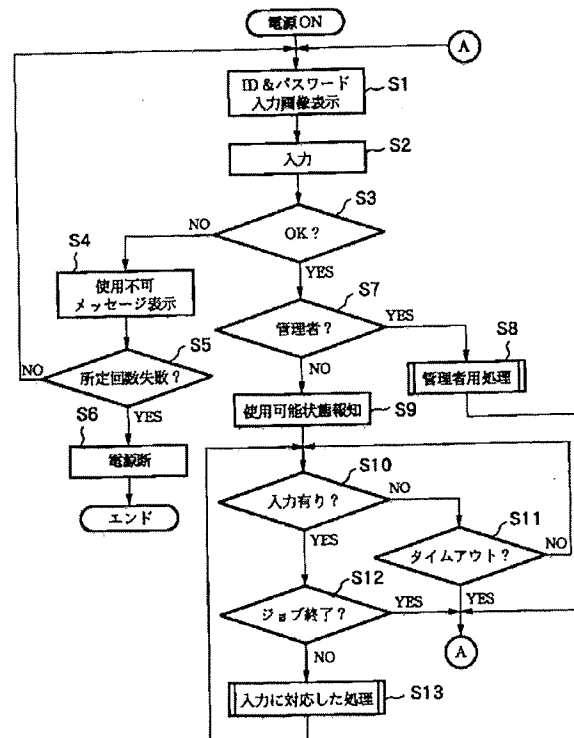 電源ON
A
ID&パスワード
入力画像表示
S1
入力
S2
S3
OK?
NO
YES
S4
使用不可
メッセージ表示
S7
管理者?
YES
NO
S5
所定回数失敗?
NO
YES
S8
管理者用処理
S6
電源断
使用可能状態報知
S9
エンド
S10
入力有り?
NO
YES
S11
タイムアウト?
NO
YES
S12
ジョブ終了?
YES
NO
A
入力に対応した処理
S13